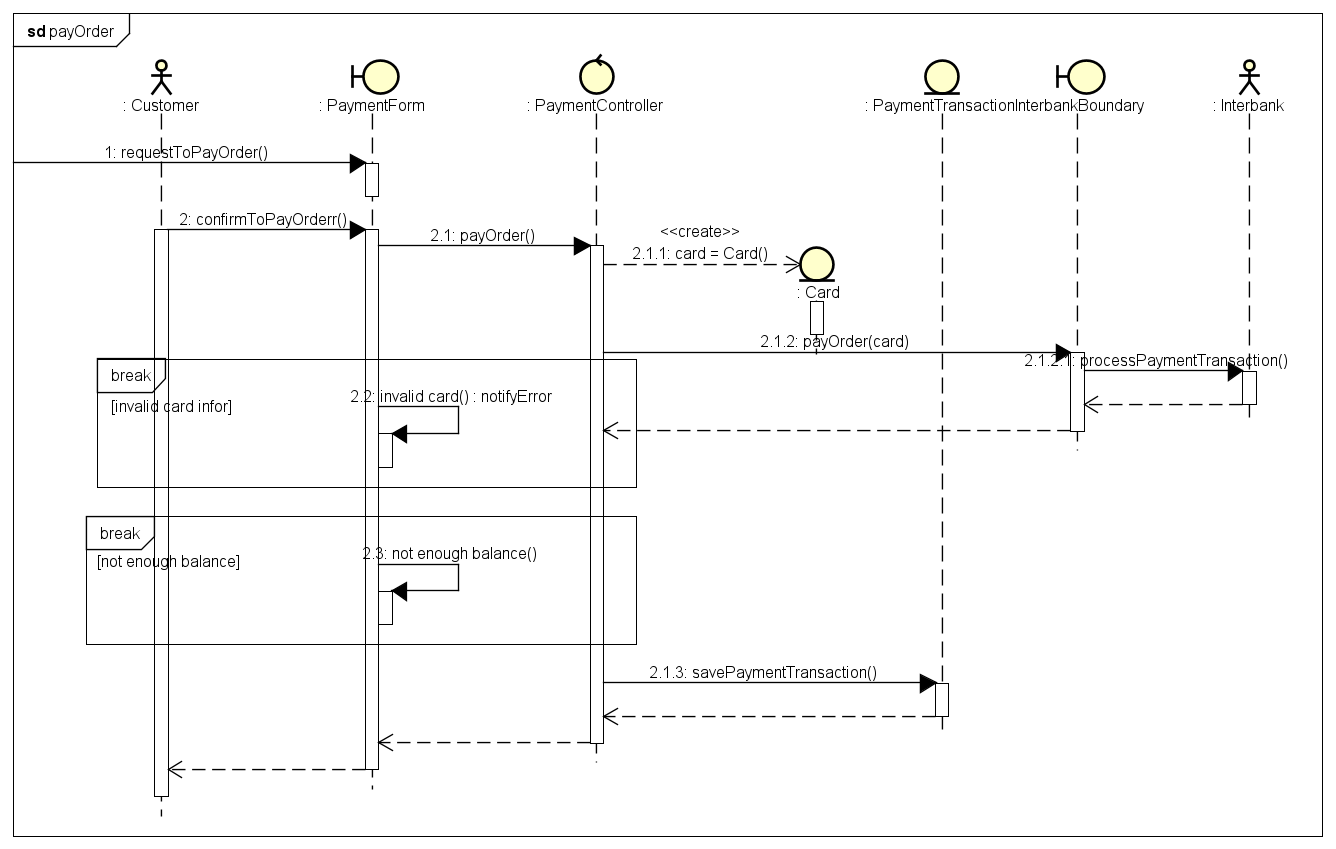 sd payOrder
: Customer
: PaymentForm
: PaymentController
: PaymentTransaction
InterbankBoundary
: Interbank
1: requestToPayOrder()
2: confirmToPayOrderr()
2.1: payOrder()
<<create>>
2.1.1: card = Card()
: Card
2.1.2: payOrder(card)
2.1.2.1: processPaymentTransaction()
break
[invalid card infor]
2.2: invalid card() : notifyError
break
[not enough balance]
2.3: not enough balance()
2.1.3: savePaymentTransaction()